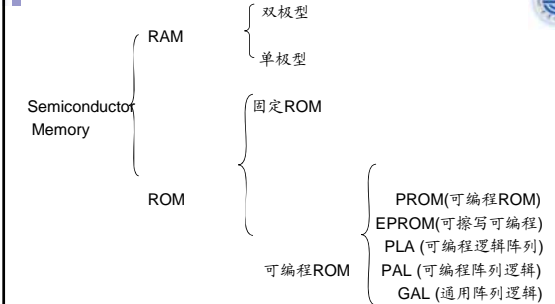 双极型
RAM
单极型
Semiconductor
Memory
固定ROM
ROM
PROM(可编程ROM)
EPROM(可擦写可编程)
PLA (可编程逻辑阵列)
可编程ROM
PAL (可编程阵列逻辑)
GAL (通用阵列逻辑)